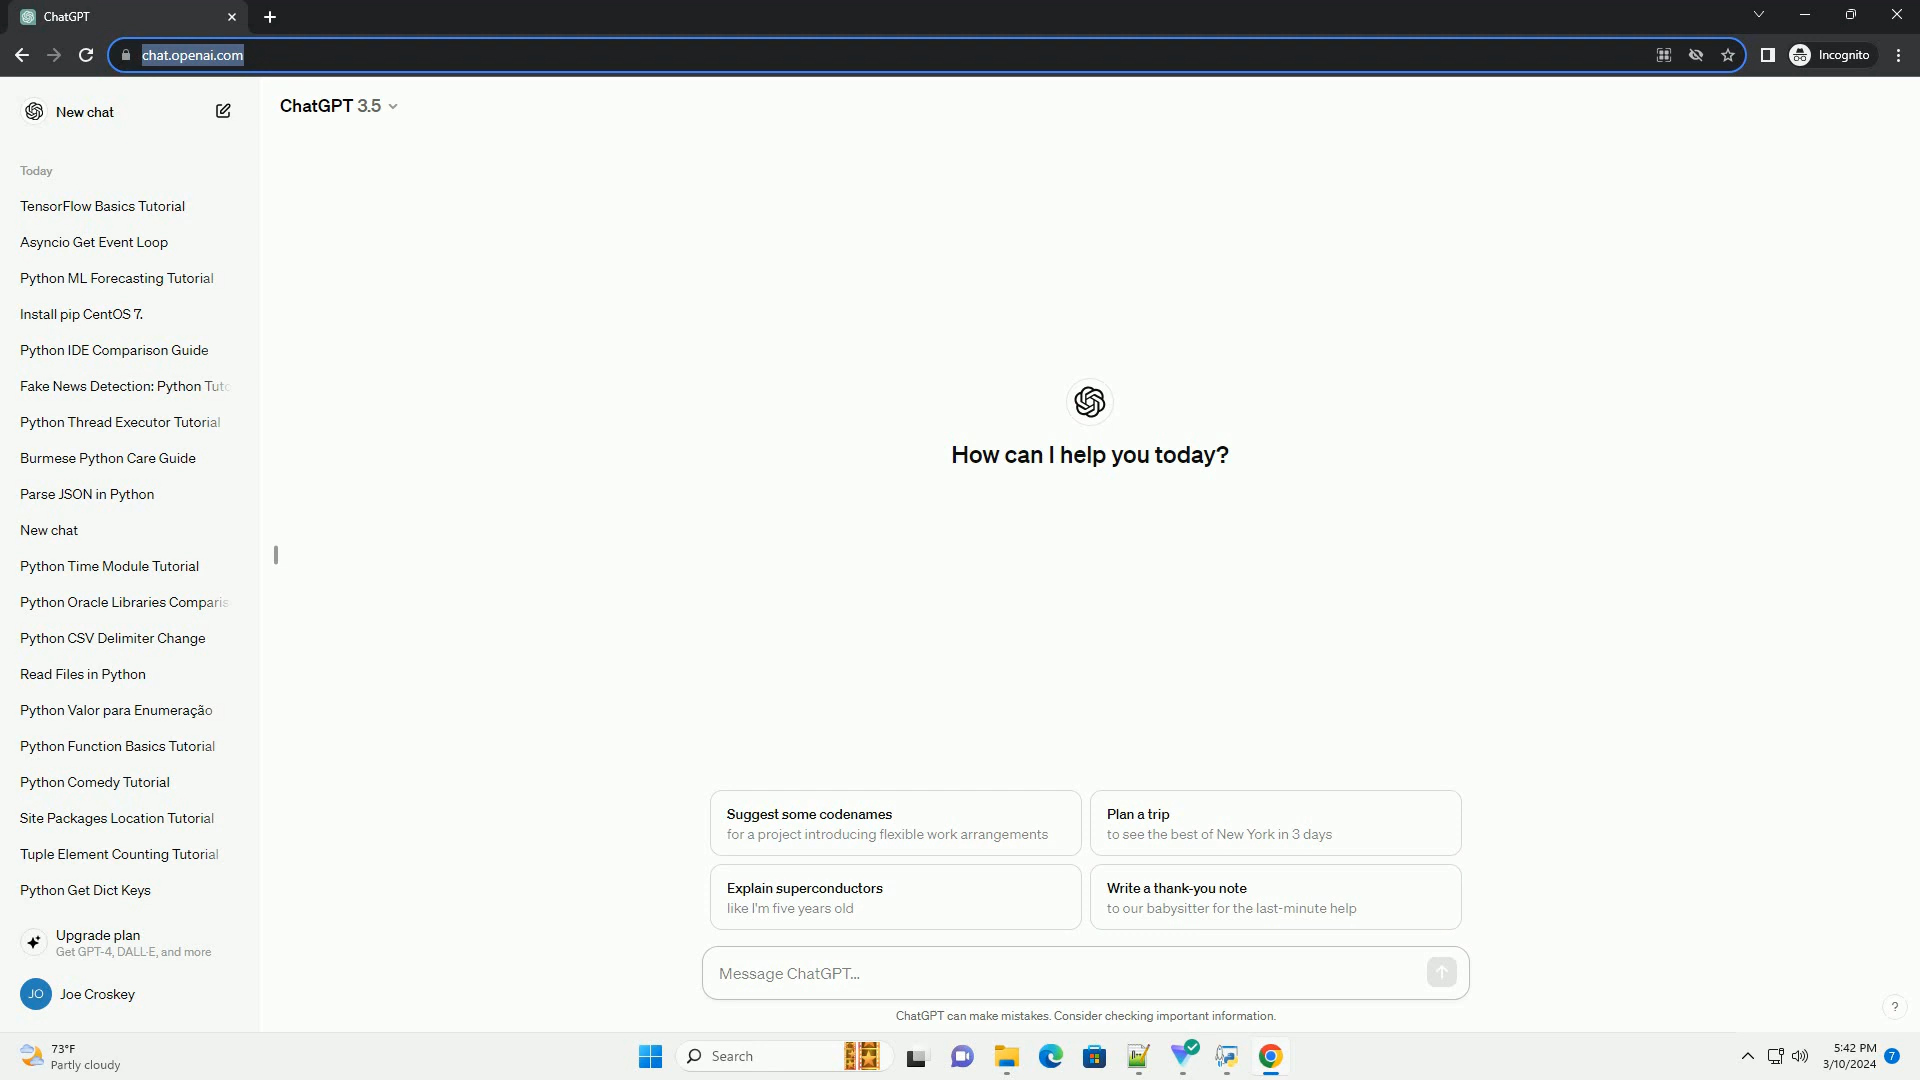 ChatGPT
chat.openai.com
Incognito
New chat
ChatGPT 3.5
Today
TensorFlow Basics Tutorial
Asyncio Get Event Loop
Python ML Forecasting Tutorial
Install pip CentOS 7.
Python IDE Comparison Guide
Fake News Detection: Python Tuto
Python Thread Executor Tutorial
Burmese Python Care Guide
Parse JSON in Python
New chat
Python Time Module Tutorial
Python Oracle Libraries Comparis
Python CSV Delimiter Change
Read Files in Python
Python Valor para Enumeração
Python Function Basics Tutorial
Python Comedy Tutorial
Site Packages Location Tutorial
Tuple Element Counting Tutorial
Python Get Dict Keys
Upgrade plan
Get GPT-4, DALL·E, and more
JO Joe Croskey
How can I help you today?
Suggest some codenames
for a project introducing flexible work arrangements
Plan a trip
to see the best of New York in 3 days
Explain superconductors
like I'm five years old
Write a thank-you note
to our babysitter for the last-minute help
Message ChatGPT...
ChatGPT can make mistakes. Consider checking important information.
?
73°F
Partly cloudy
Search
5:42 PM
3/10/2024
7